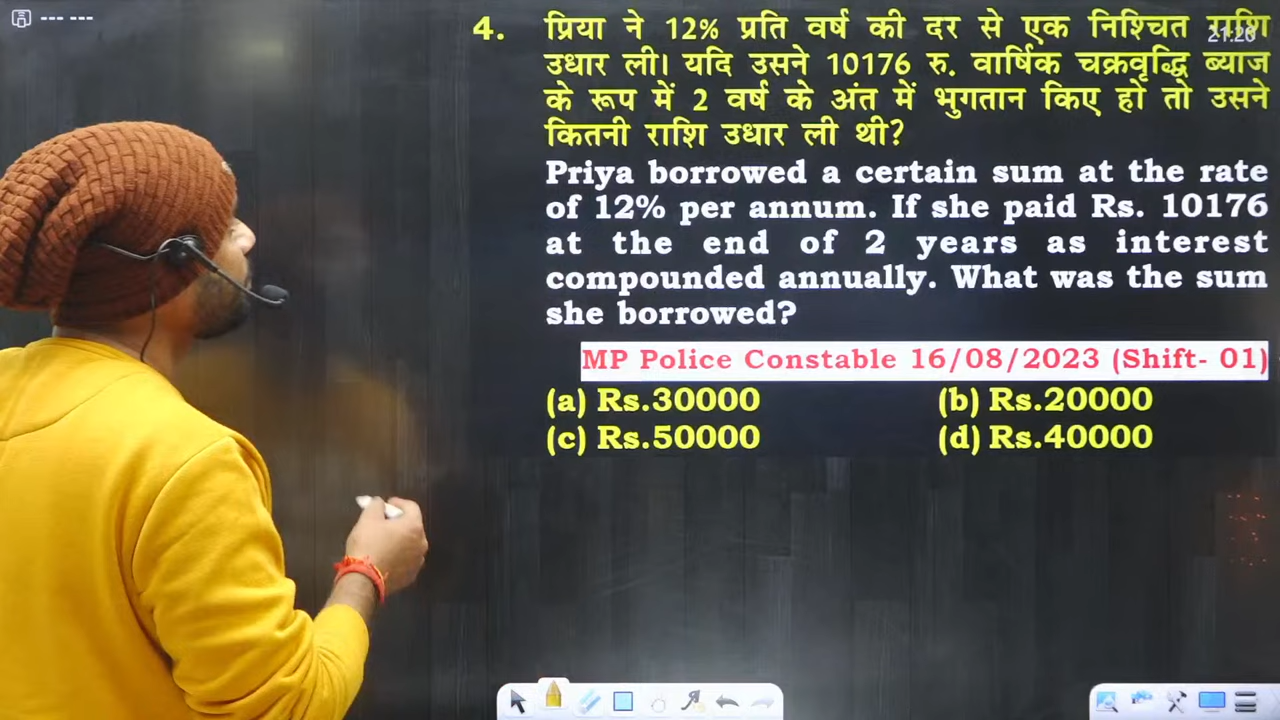 --- ---
21:20
4. प्रिया ने 12% प्रति वर्ष की दर से एक निश्चित राशि
उधार ली। यदि उसने 10176 रु. वार्षिक चक्रवृद्धि ब्याज
के रूप में 2 वर्ष के अंत में भुगतान किए हों तो उसने
कितनी राशि उधार ली थी?
Priya borrowed a certain sum at the rate
of 12% per annum. If she paid Rs. 10176
at the end of 2 years as interest
compounded annually. What was the sum
she borrowed?
MP Police Constable 16/08/2023 (Shift- 01)
(a) Rs.30000 (b) Rs.20000
(c) Rs.50000 (d) Rs.40000